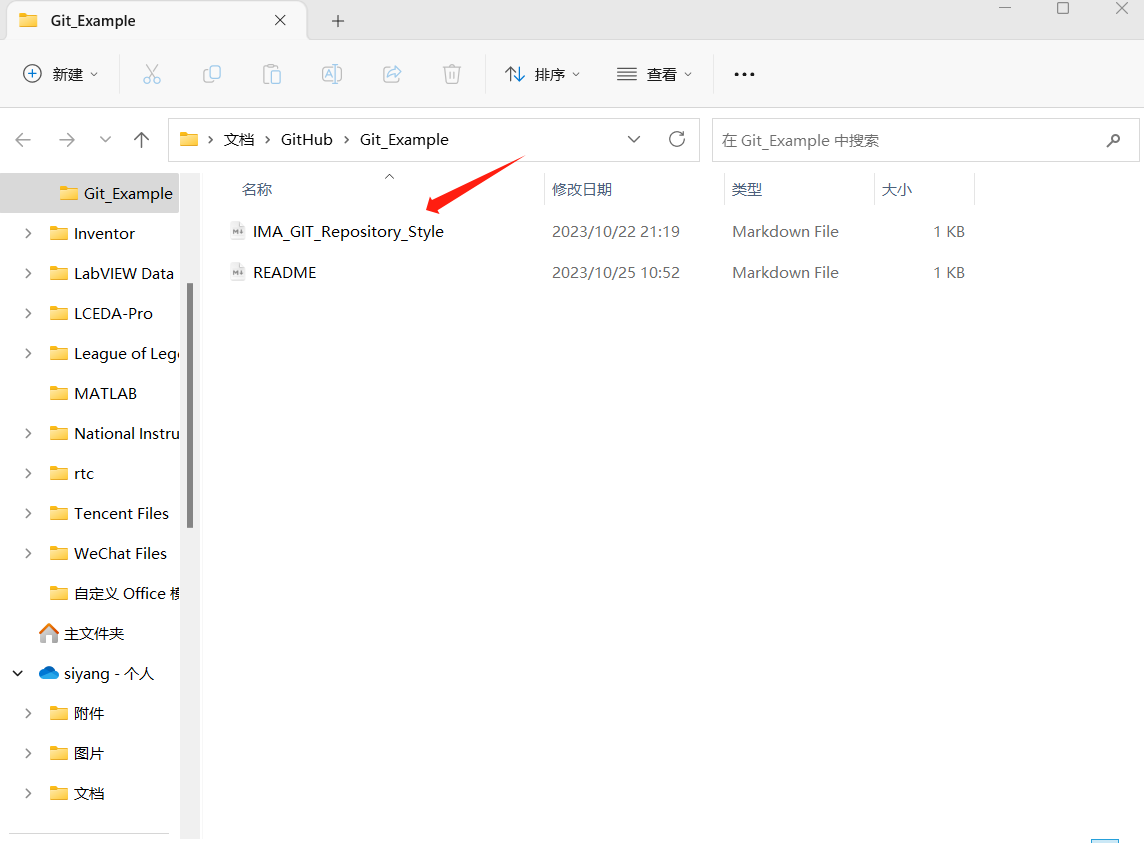 Git_Example
新建
排序
查看
文档 GitHub Git_Example
在 Git_Example 中搜索
Git_Example
Inventor
LabVIEW Data
LCEDA-Pro
League of Leg
MATLAB
National Instru
rtc
Tencent Files
WeChat Files
自定义 Office
主文件夹
siyang - 个人
附件
图片
文档
名称 修改日期 类型 大小
IMA_GIT_Repository_Style 2023/10/22 21:19 Markdown File 1 KB
README 2023/10/25 10:52 Markdown File 1 KB